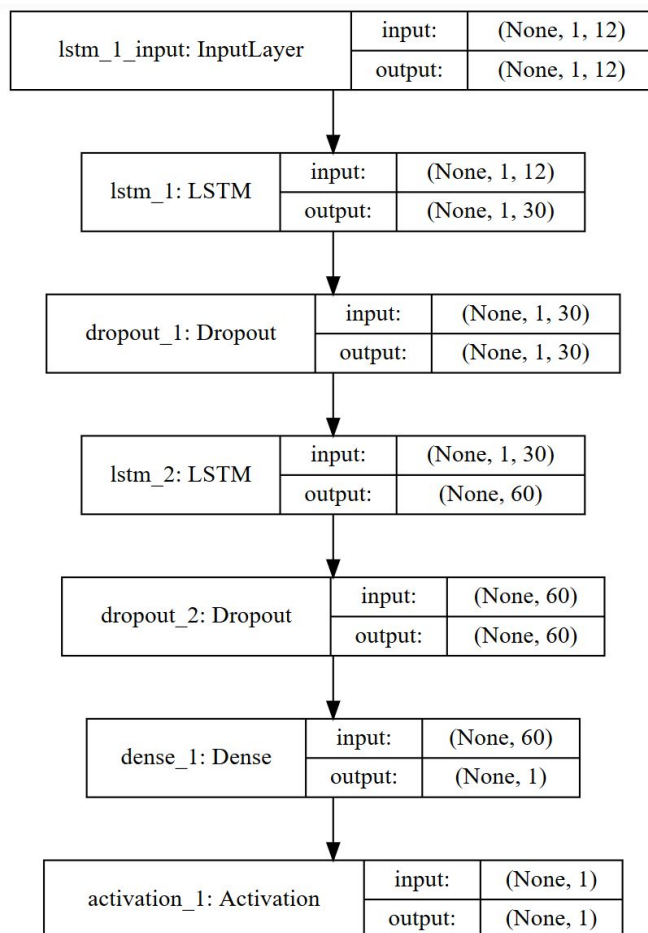 lstm_1_input: InputLayer
input: (None, 1, 12)
output: (None, 1, 12)
lstm_1: LSTM
input: (None, 1, 12)
output: (None, 1, 30)
dropout_1: Dropout
input: (None, 1, 30)
output: (None, 1, 30)
lstm_2: LSTM
input: (None, 1, 30)
output: (None, 60)
dropout_2: Dropout
input: (None, 60)
output: (None, 60)
dense_1: Dense
input: (None, 60)
output: (None, 1)
activation_1: Activation
input: (None, 1)
output: (None, 1)